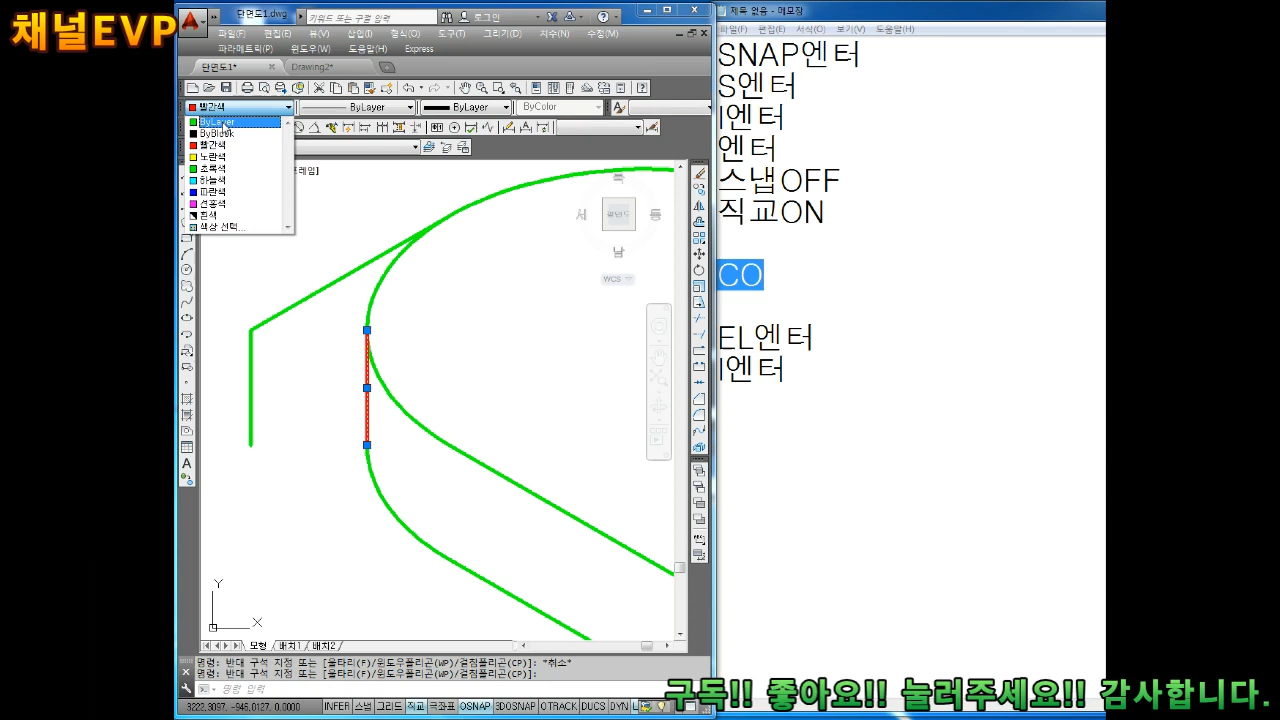 채널EVP
단면도1.dwg
키워드 또는 구절 입력
로그인
파일(F) 편집(E) 뷰(V) 삽입(I) 형식(O) 도구(T) 그리기(D) 치수(N) 수정(M)
파라메트릭(P) 윈도우(W) 도움말(H) Express
단면도1* Drawing2*
빨간색 ByLayer ByLayer ByColor
ByLayer
ByBlock
빨간색
노란색
초록색
하늘색
파란색
선홍색
흰색
색상 선택...
프레임]
북
서 평면도 동
남
WCS
Y
X
모형 배치1 배치2
명령: 반대 구석 지정 또는 [울타리(F)/윈도우폴리곤(WP)/걸침폴리곤(CP)]: *취소*
명령: 반대 구석 지정 또는 [울타리(F)/윈도우폴리곤(WP)/걸침폴리곤(CP)]:
명령 입력
INFER 스냅 그리드 직교 극좌표 OSNAP 3DOSNAP OTRACK DUCS DYN
제목 없음 - 메모장
파일(F) 편집(E) 서식(O) 보기(V) 도움말(H)
SNAP엔터
S엔터
I엔터
엔터
스냅OFF
직교ON
CO
EL엔터
I엔터
구독!! 좋아요!! 눌러주세요!! 감사합니다.